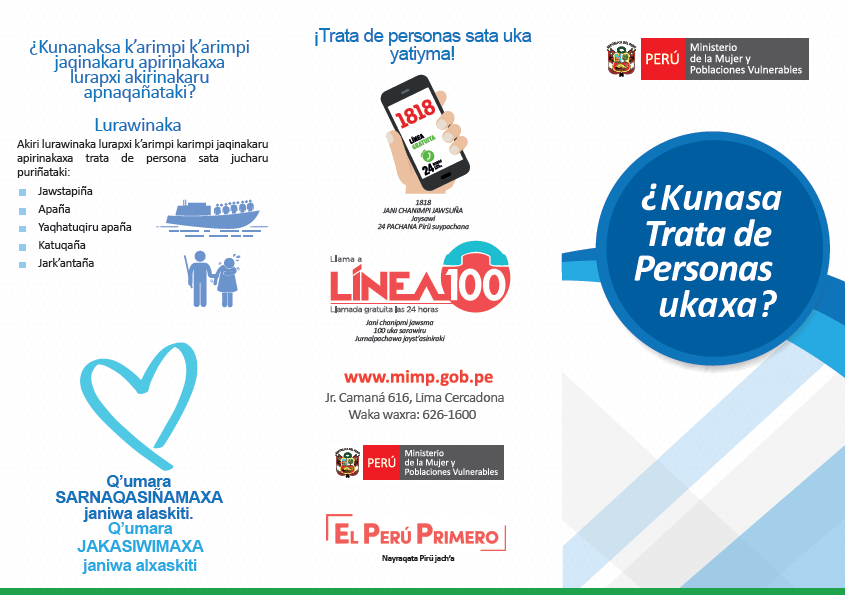 ¿Kunanaksa k'arimpi k'arimpi
jaqinakaru apirinakaxa
lurapxi akirinakaru
apnaqañataki?
Lurawinaka
Akiri lurawinaka lurapxi k'arimpi karimpi jaqinakaru
apirinakaxa trata de persona sata jucharu
puriñataki:
Jawstapiña
Apaña
Yaqhatuqiru apaña
Katuqaña
Jark'antaña
Q'umara
SARNAQASIÑAMAXA
janiwa alaskiti.
Q'umara
JAKASIWIMAXA
janiwa alxaskiti
¡Trata de personas sata uka
yatiyma!
1818
LÍNEA
GRATUITA
24
1818
JANI CHANIMPI JAWSUÑA
Jaysawi
24 PACHANA Pirü suypachana
Llama a
LÍNEA 100
Llamada gratuita las 24 horas
Jani chanipmi jawsma
100 uka sarawiru
Jurnalpachawa jayst'asiniraki
www.mimp.gob.pe
Jr. Camaná 616, Lima Cercadona
Waka waxra: 626-1600
PERÚ
Ministerio
de la Mujer y
Poblaciones Vulnerables
EL PERÚ PRIMERO
Nayraqata Pirü jach'a
PERÚ
Ministerio
de la Mujer y
Poblaciones Vulnerables
¿Kunasa
Trata de
Personas
ukaxa?